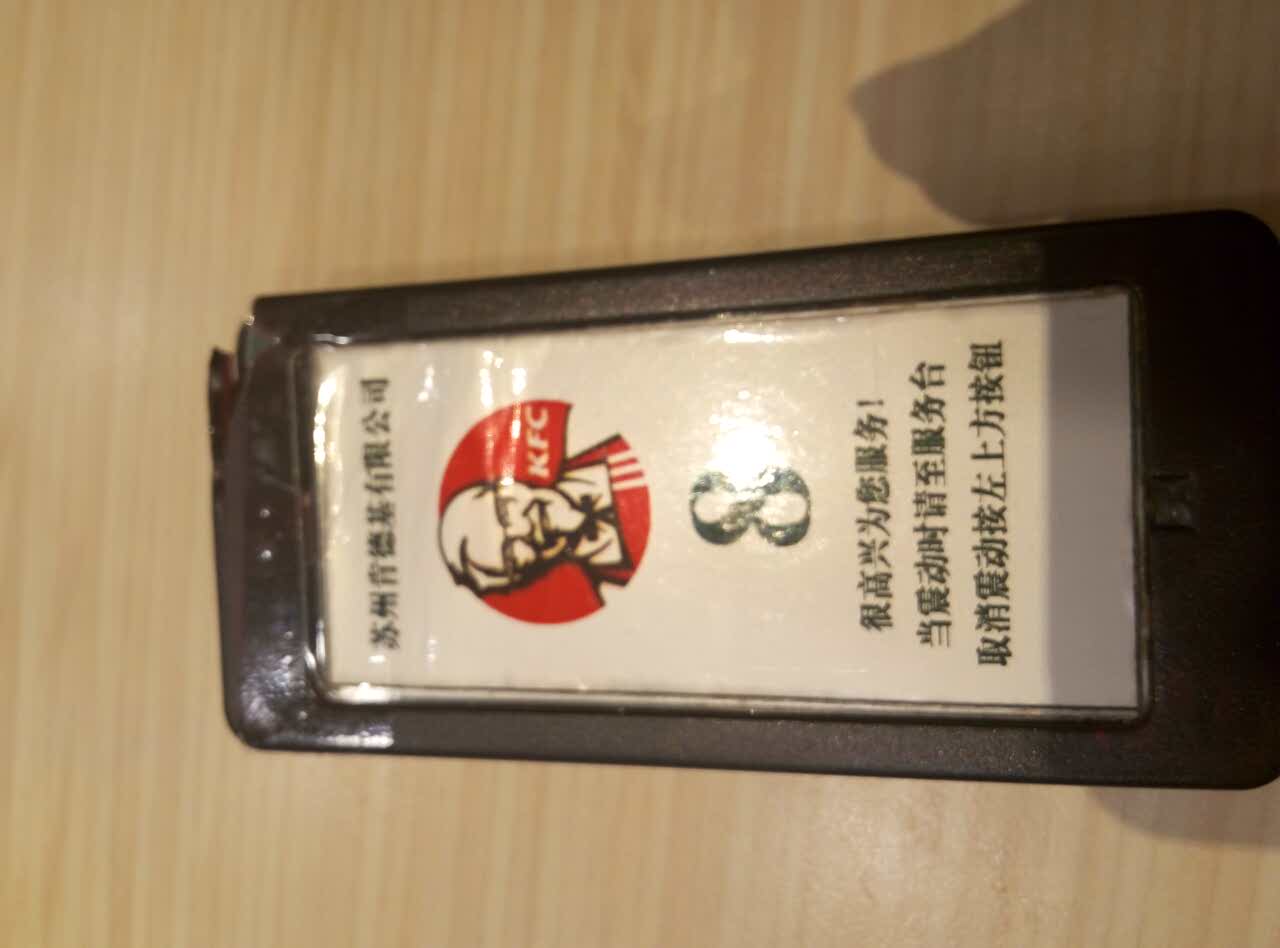 苏州肯德基有限公司
KFC
8
很高兴为您服务!
当震动时请至服务台
取消震动按左上方按钮